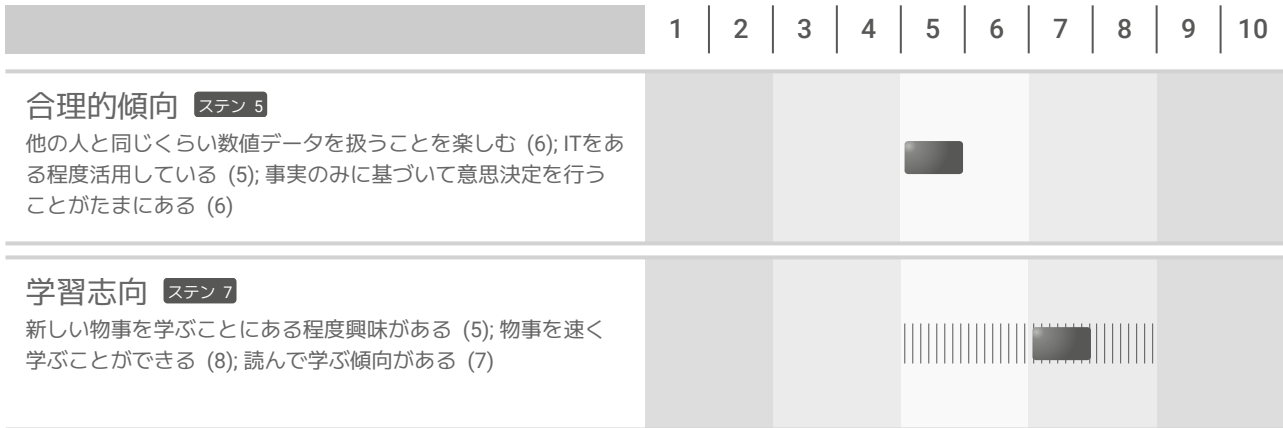 1 2 3 4 5 6 7 8 9 10
合理的傾向 ステン 5
他の人と同じくらい数値データを扱うことを楽しむ (6); ITをあ
る程度活用している (5); 事実のみに基づいて意思決定を行う
ことがたまにある (6)
学習志向 ステン 7
新しい物事を学ぶことにある程度興味がある (5); 物事を速く
学ぶことができる (8); 読んで学ぶ傾向がある (7)